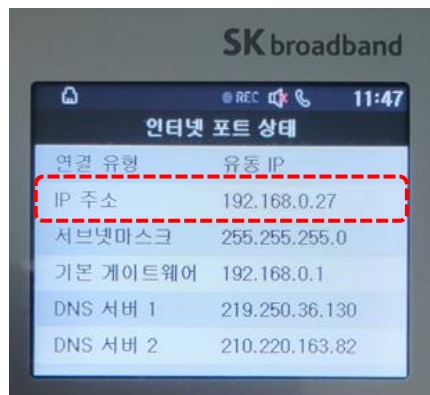 SK broadband
REC 11:47
인터넷 포트 상태
연결 유형 유동 IP
IP 주소 192.168.0.27
서브넷마스크 255.255.255.0
기본 게이트웨어 192.168.0.1
DNS 서버 1 219.250.36.130
DNS 서버 2 210.220.163.82